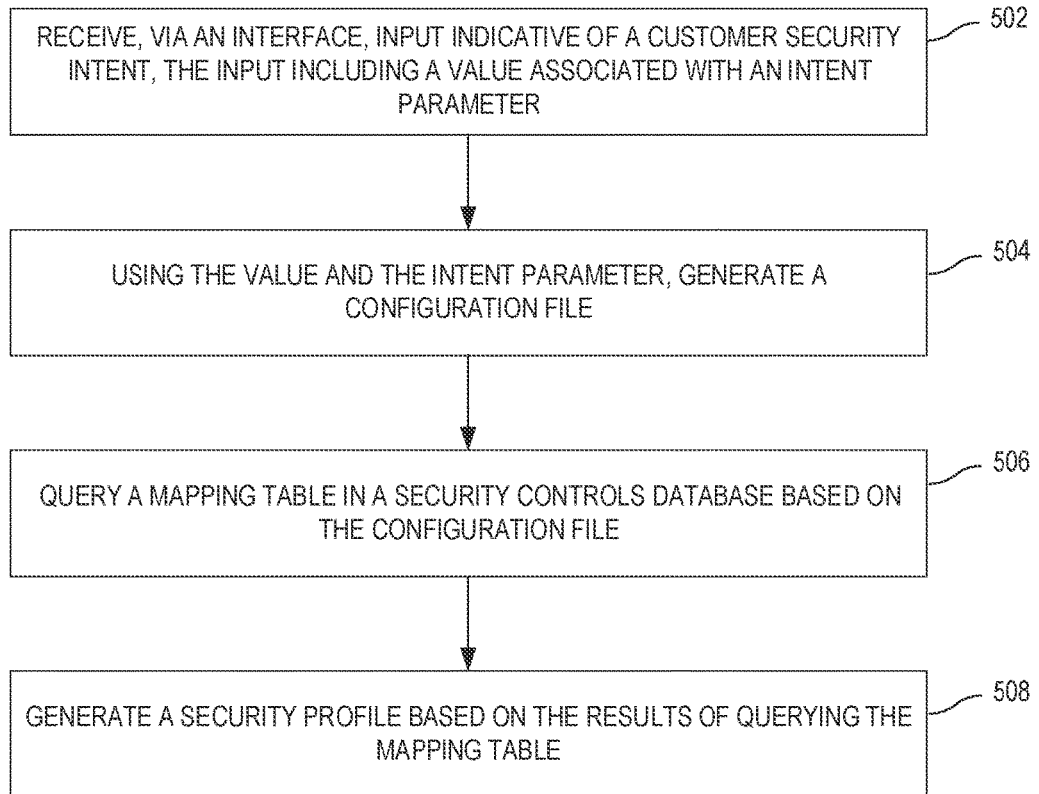 RECEIVE, VIA AN INTERFACE, INPUT INDICATIVE OF A CUSTOMER SECURITY
INTENT, THE INPUT INCLUDING A VALUE ASSOCIATED WITH AN INTENT
PARAMETER
502
USING THE VALUE AND THE INTENT PARAMETER, GENERATE A
CONFIGURATION FILE
504
QUERY A MAPPING TABLE IN A SECURITY CONTROLS DATABASE BASED ON
THE CONFIGURATION FILE
506
GENERATE A SECURITY PROFILE BASED ON THE RESULTS OF QUERYING THE
MAPPING TABLE
508